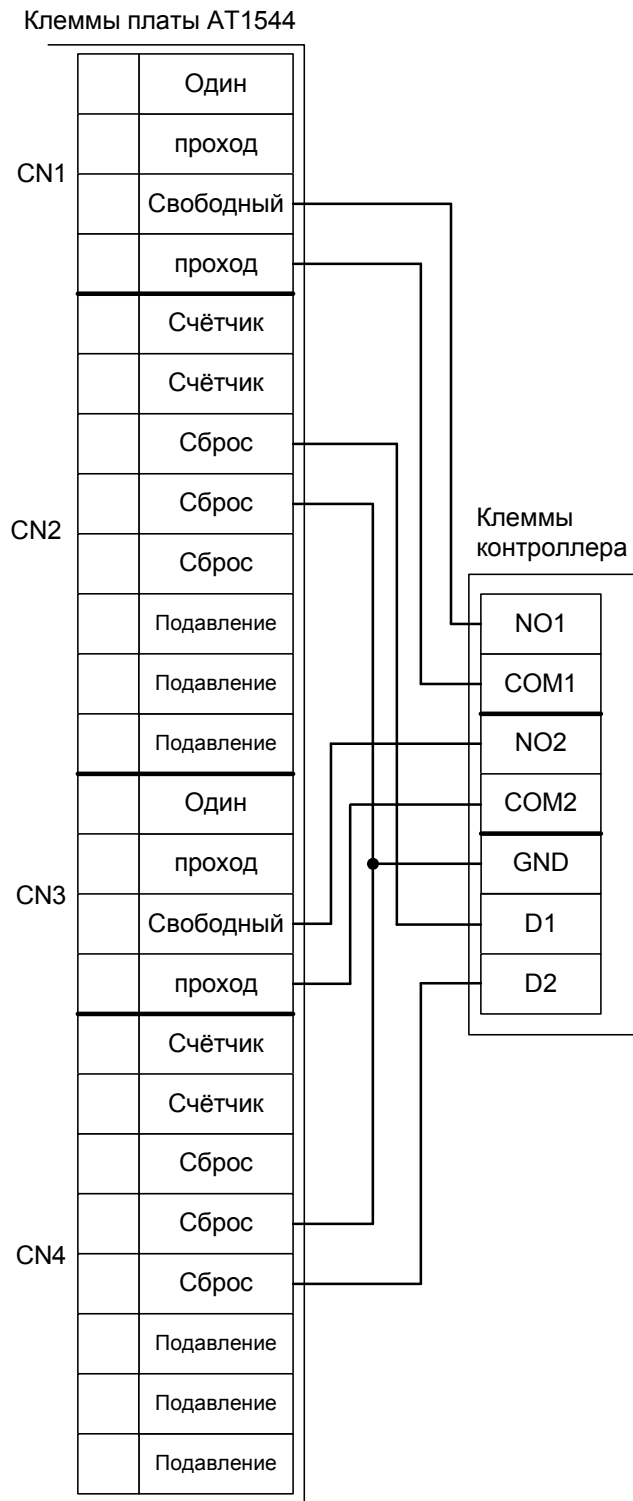 Клеммы платы АТ1544
CN1
Один
проход
Свободный
проход
CN2
Счётчик
Счётчик
Сброс
Сброс
Сброс
Подавление
Подавление
Подавление
CN3
Один
проход
Свободный
проход
CN4
Счётчик
Счётчик
Сброс
Сброс
Сброс
Подавление
Подавление
Подавление
Клеммы
контроллера
NO1
COM1
NO2
COM2
GND
D1
D2